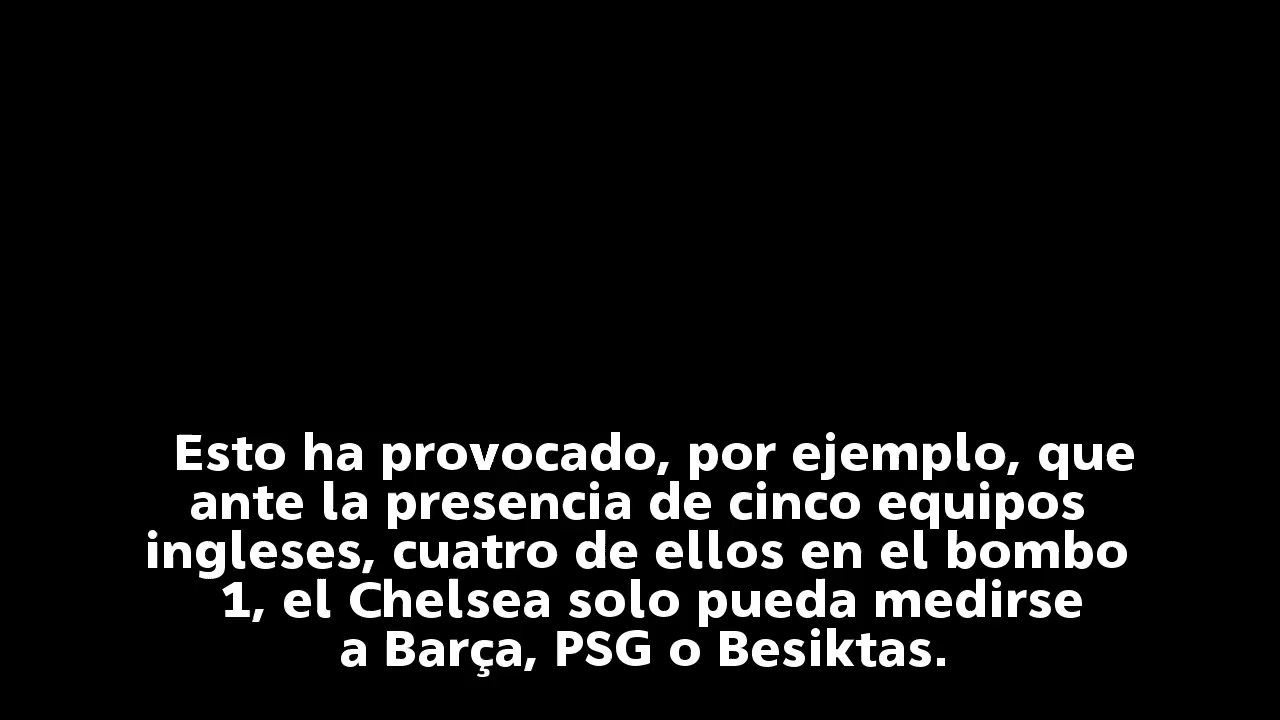 Esto ha provocado, por ejemplo, que
ante la presencia de cinco equipos
ingleses, cuatro de ellos en el bombo
1, el Chelsea solo pueda medirse
a Barça, PSG o Besiktas.